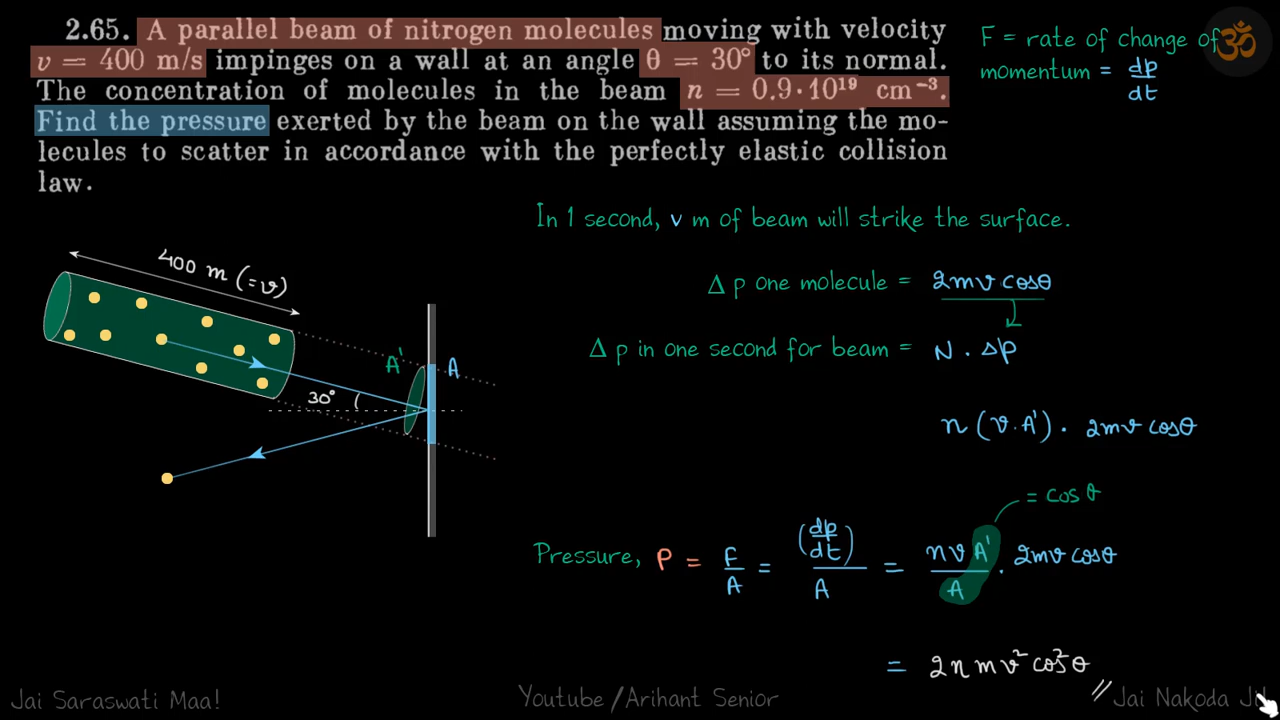 2.65. A parallel beam of nitrogen molecules moving with velocity
v = 400 m/s impinges on a wall at an angle θ = 30° to its normal.
The concentration of molecules in the beam n = 0.9·10¹⁹ cm⁻³.
Find the pressure exerted by the beam on the wall assuming the mo-
lecules to scatter in accordance with the perfectly elastic collision
law.
F = rate of change of
momentum = dp/dt
ॐ
In 1 second, v m of beam will strike the surface.
400 m (=v)
A'
A
30°
Δ p one molecule = 2mv cosθ
Δ p in one second for beam = N . Δp
n (v.A') . 2mv cosθ
= cos θ
Pressure, P = F/A = (dp/dt)/A = nvA'/A . 2mv cosθ
= 2nmv²cos²θ //
Jai Saraswati Maa!
Youtube /Arihant Senior
Jai Nakoda Ji!